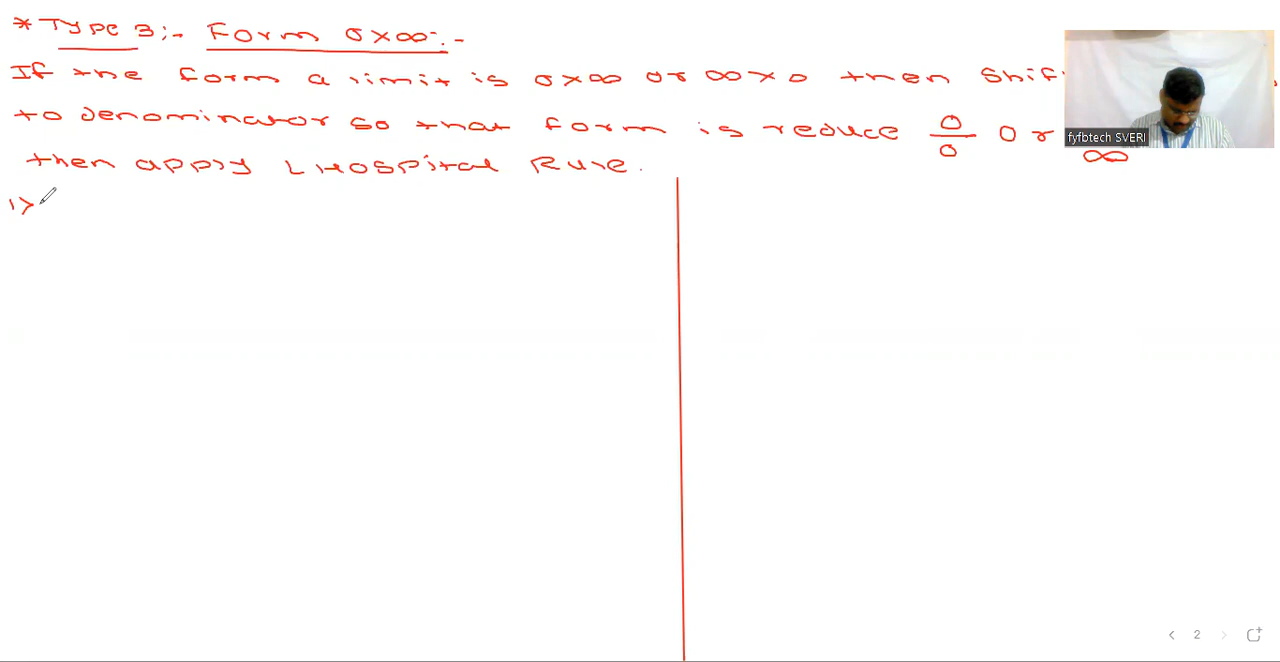 * Type 3:- Form 0×∞:-
If the form a limit is 0×∞ or ∞×0 then Shif
to Denominator so that form is reduce 0/0 or /∞
then apply L Hospital Rule.
1>
fyfbtech SVERI
2